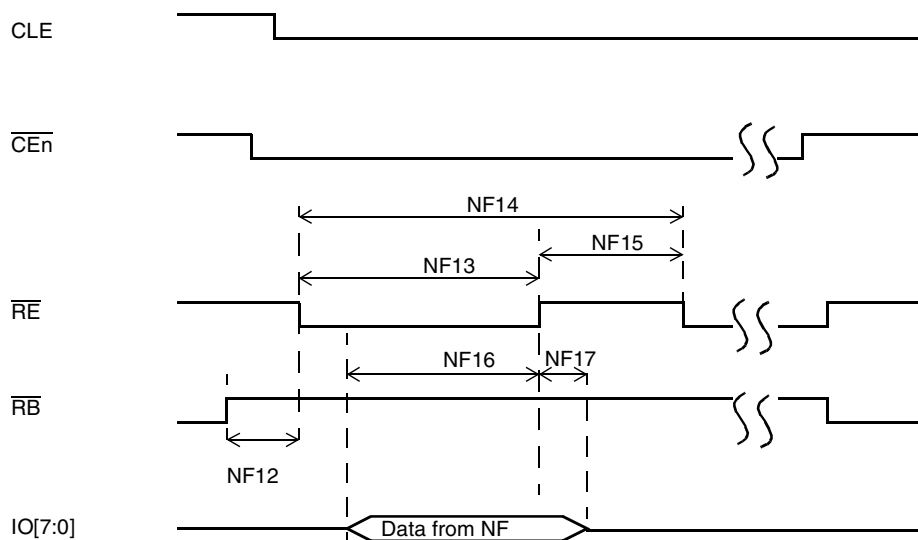 CLE
CEn
NF14
NF15
NF13
RE
NF16
NF17
RB
NF12
IO[7:0]
Data from NF